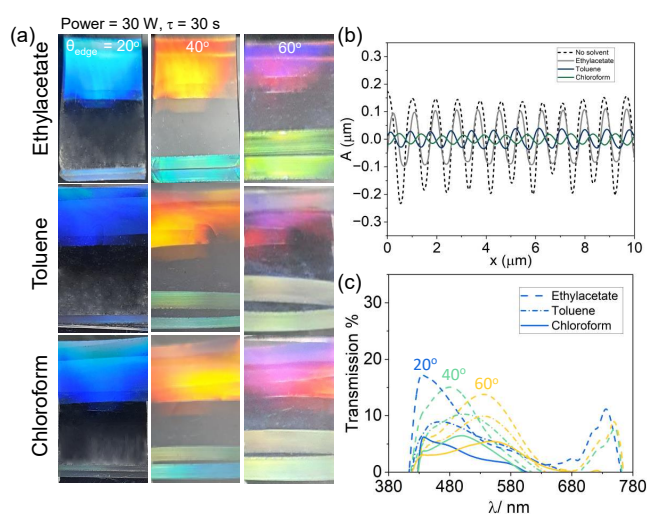 Power = 30 W, τ = 30 s
(a)
θedge = 20°
40°
60°
Ethylacetate
Toluene
Chloroform
(b)
No solvent
Ethylacetate
Toluene
Chloroform
A (μm)
0.3
0.2
0.1
0.0
−0.1
−0.2
−0.3
0 2 4 6 8 10
x (μm)
(c)
Ethylacetate
Toluene
Chloroform
20°
40°
60°
Transmission %
30
20
10
0
380 480 580 680 780
λ/ nm